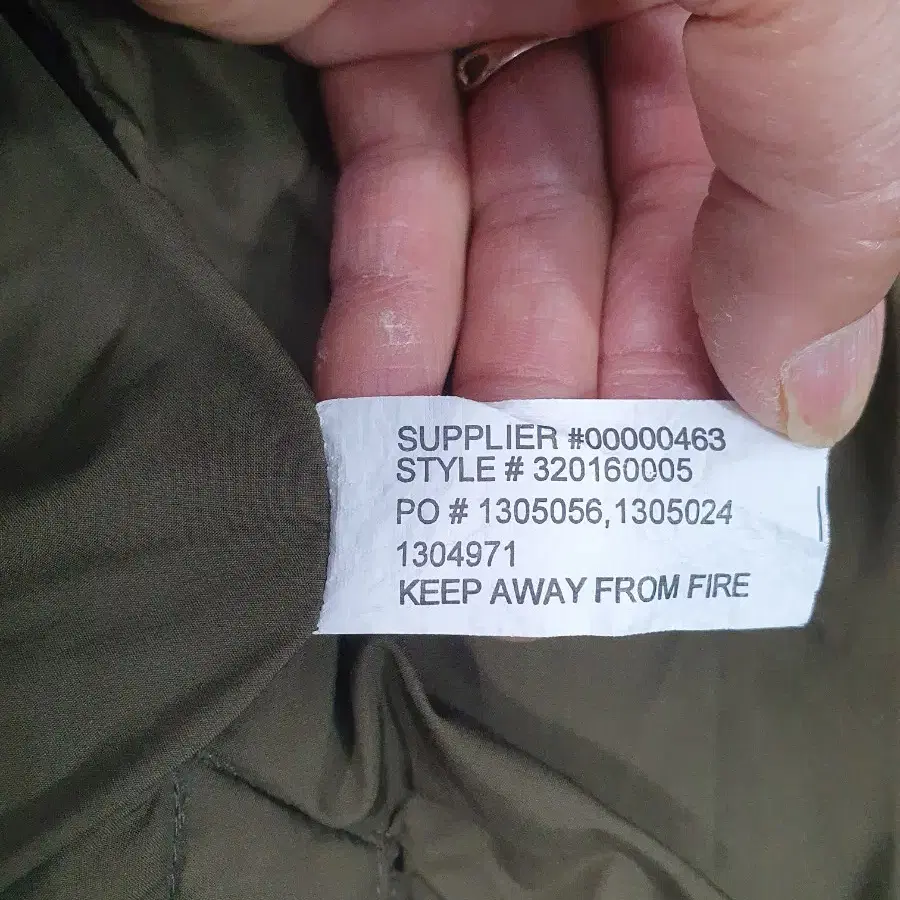 SUPPLIER #00000463
STYLE # 320160005
PO # 1305056,1305024
1304971
KEEP AWAY FROM FIRE